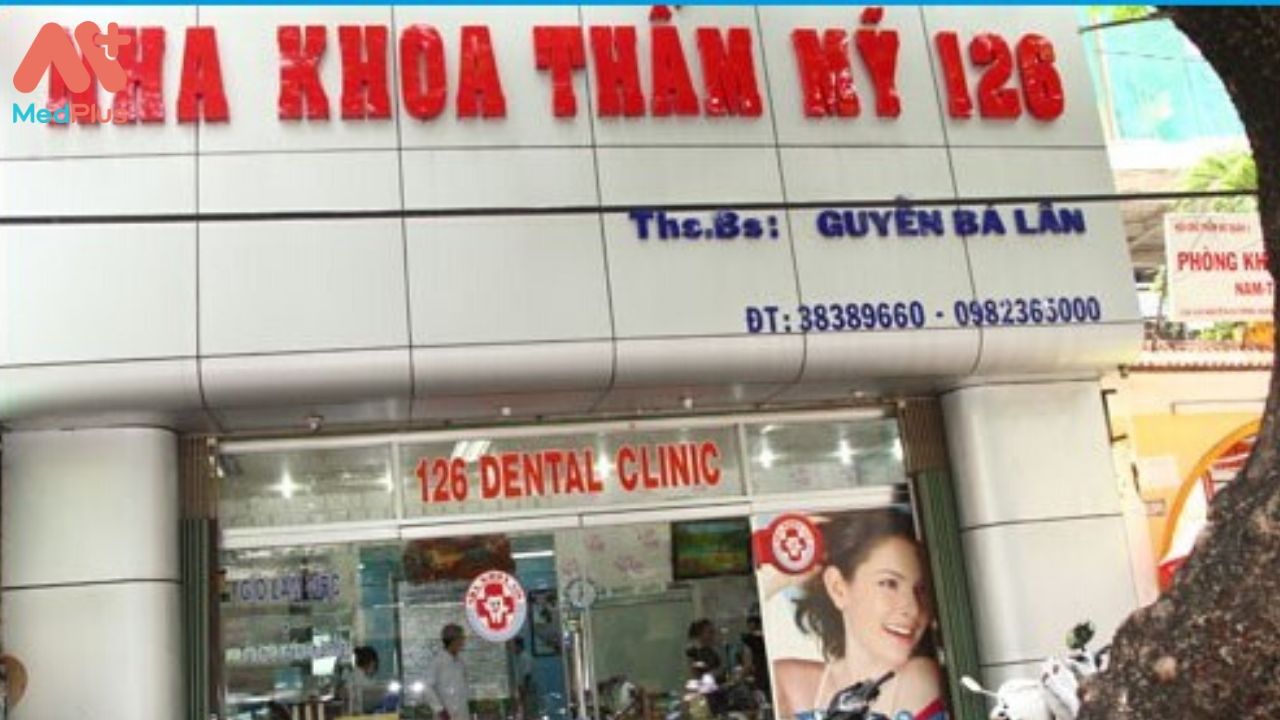 NHA KHOA THẨM MỸ 126
MedPlus
Ths.Bs: GUYỄN BÁ LÂN
ĐT: 38389660 - 0982365000
PHÒNG KH
NAM-T
126 DENTAL CLINIC